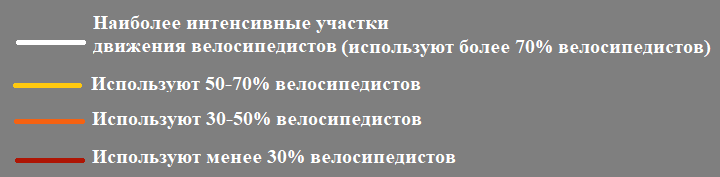 Наиболее интенсивные участки
движения велосипедистов (используют более 70% велосипедистов)
Используют 50-70% велосипедистов
Используют 30-50% велосипедистов
Используют менее 30% велосипедистов